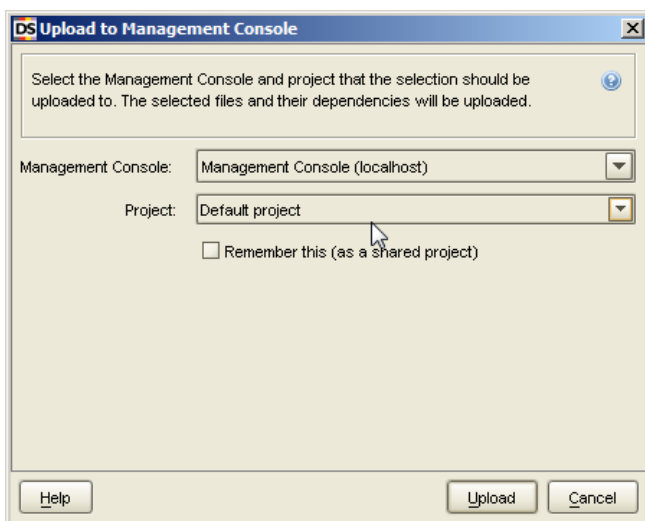 DS Upload to Management Console
Select the Management Console and project that the selection should be
uploaded to. The selected files and their dependencies will be uploaded.
Management Console: Management Console (localhost)
Project: Default project
Remember this (as a shared project)
Help Upload Cancel